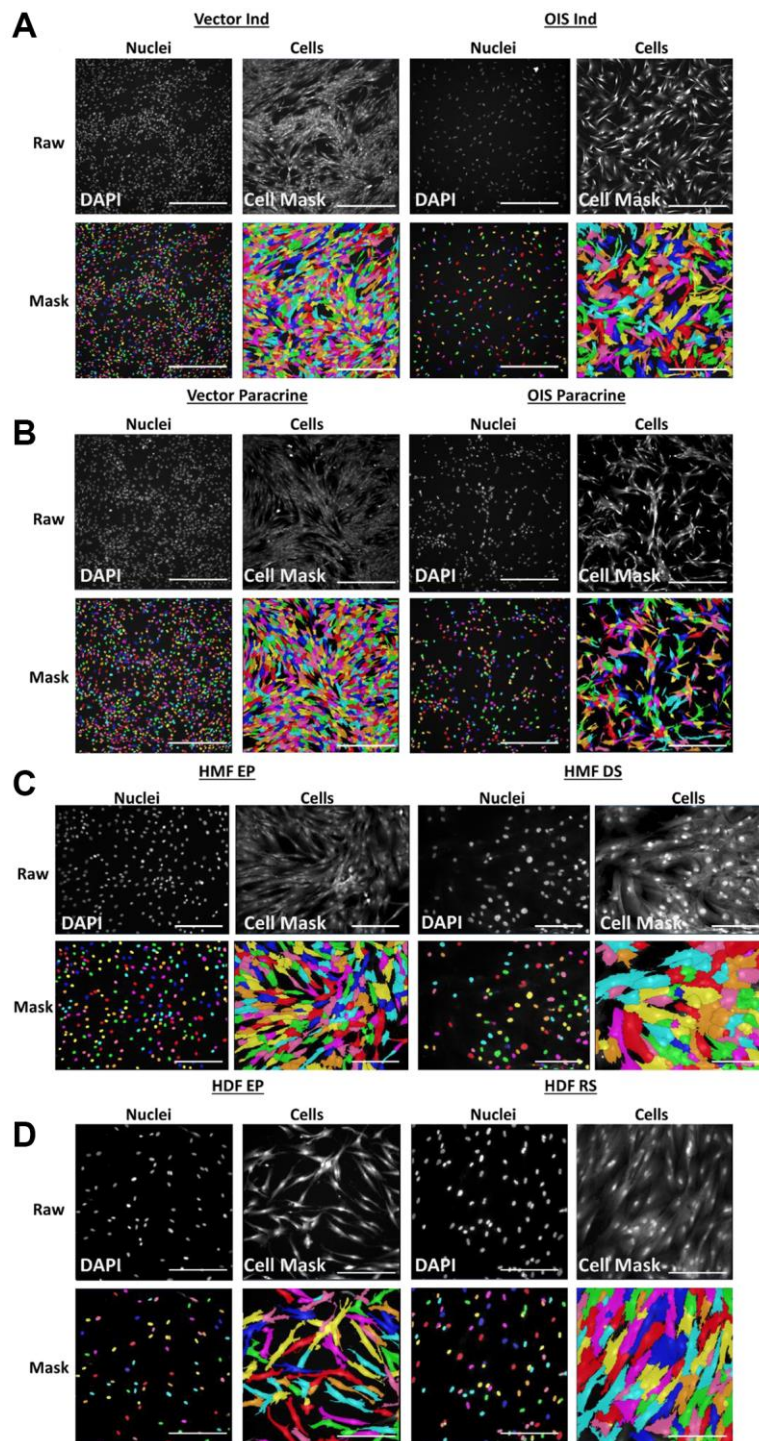 A
Vector Ind OIS Ind
Nuclei Cells Nuclei Cells
Raw
DAPI Cell Mask DAPI Cell Mask
Mask
Vector Paracrine OIS Paracrine
B
Nuclei Cells Nuclei Cells
Raw
DAPI Cell Mask DAPI Cell Mask
Mask
C
HMF EP HMF DS
Nuclei Cells Nuclei Cells
Raw
DAPI Cell Mask DAPI Cell Mask
Mask
HDF EP HDF RS
D
Nuclei Cells Nuclei Cells
Raw
DAPI Cell Mask DAPI Cell Mask
Mask